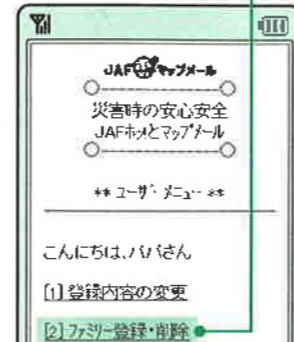 JAFマップメール
災害時の安心安全
JAFホッとマップメール
** ユーザーメニュー **
こんにちは、パパさん
[1] 登録内容の変更
[2] ファミリー登録・削除